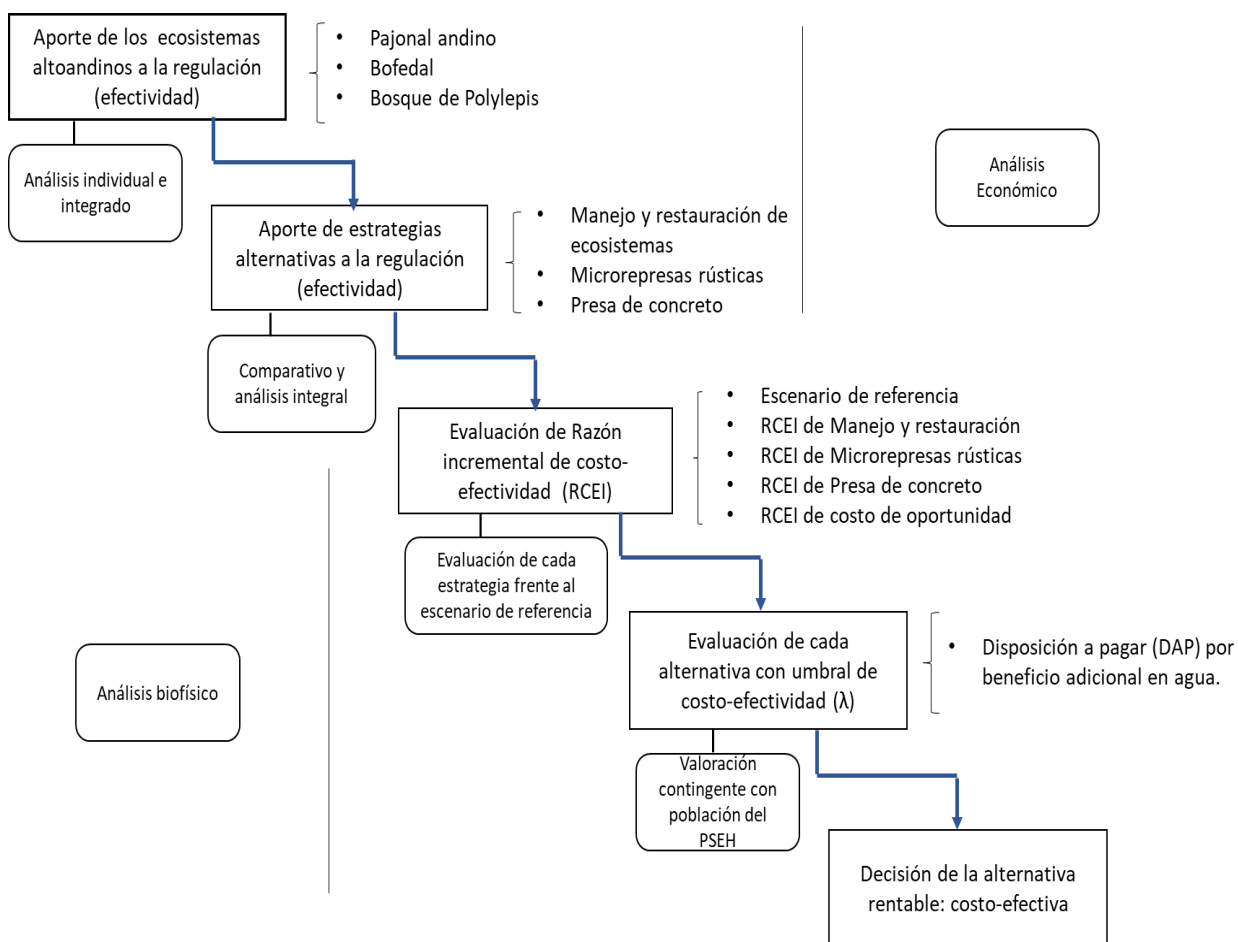 Aporte de los ecosistemas
altoandinos a la regulación
(efectividad)
• Pajonal andino
• Bofedal
• Bosque de Polylepis
Análisis individual e
integrado
Análisis
Económico
Aporte de estrategias
alternativas a la regulación
(efectividad)
• Manejo y restauración de
ecosistemas
• Microrepresas rústicas
• Presa de concreto
Comparativo y
análisis integral
Evaluación de Razón
incremental de costo-
efectividad (RCEI)
• Escenario de referencia
• RCEI de Manejo y restauración
• RCEI de Microrepresas rústicas
• RCEI de Presa de concreto
• RCEI de costo de oportunidad
Evaluación de cada
estrategia frente al
escenario de referencia
Análisis biofísico
Evaluación de cada
alternativa con umbral de
costo-efectividad (λ)
• Disposición a pagar (DAP) por
beneficio adicional en agua.
Valoración
contingente con
población del
PSEH
Decisión de la alternativa
rentable: costo-efectiva